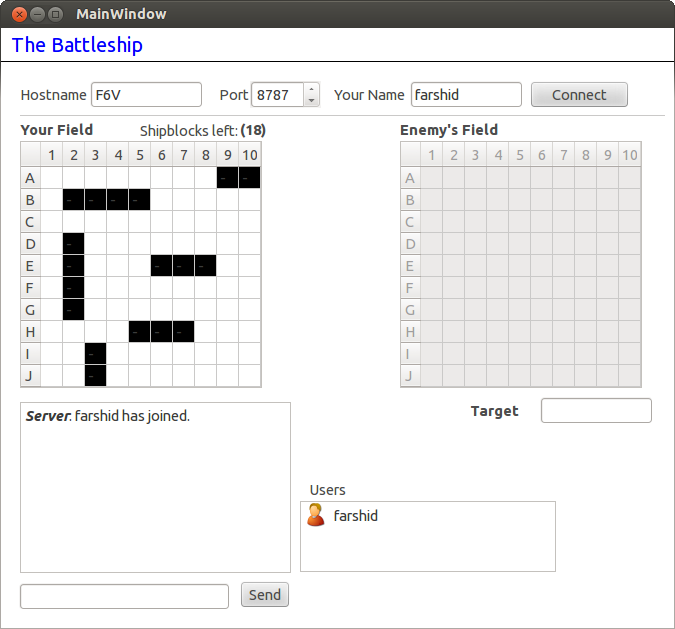 MainWindow
The Battleship
Hostname F6V Port 8787 Your Name farshid Connect
Your Field Shipblocks left: (18) Enemy's Field
1 2 3 4 5 6 7 8 9 10 1 2 3 4 5 6 7 8 9 10
A - - A
B - - - - B
C C
D - D
E - - - - E
F - F
G - G
H - - - H
I - I
J - J
Server: farshid has joined.
Target
Users
farshid
Send